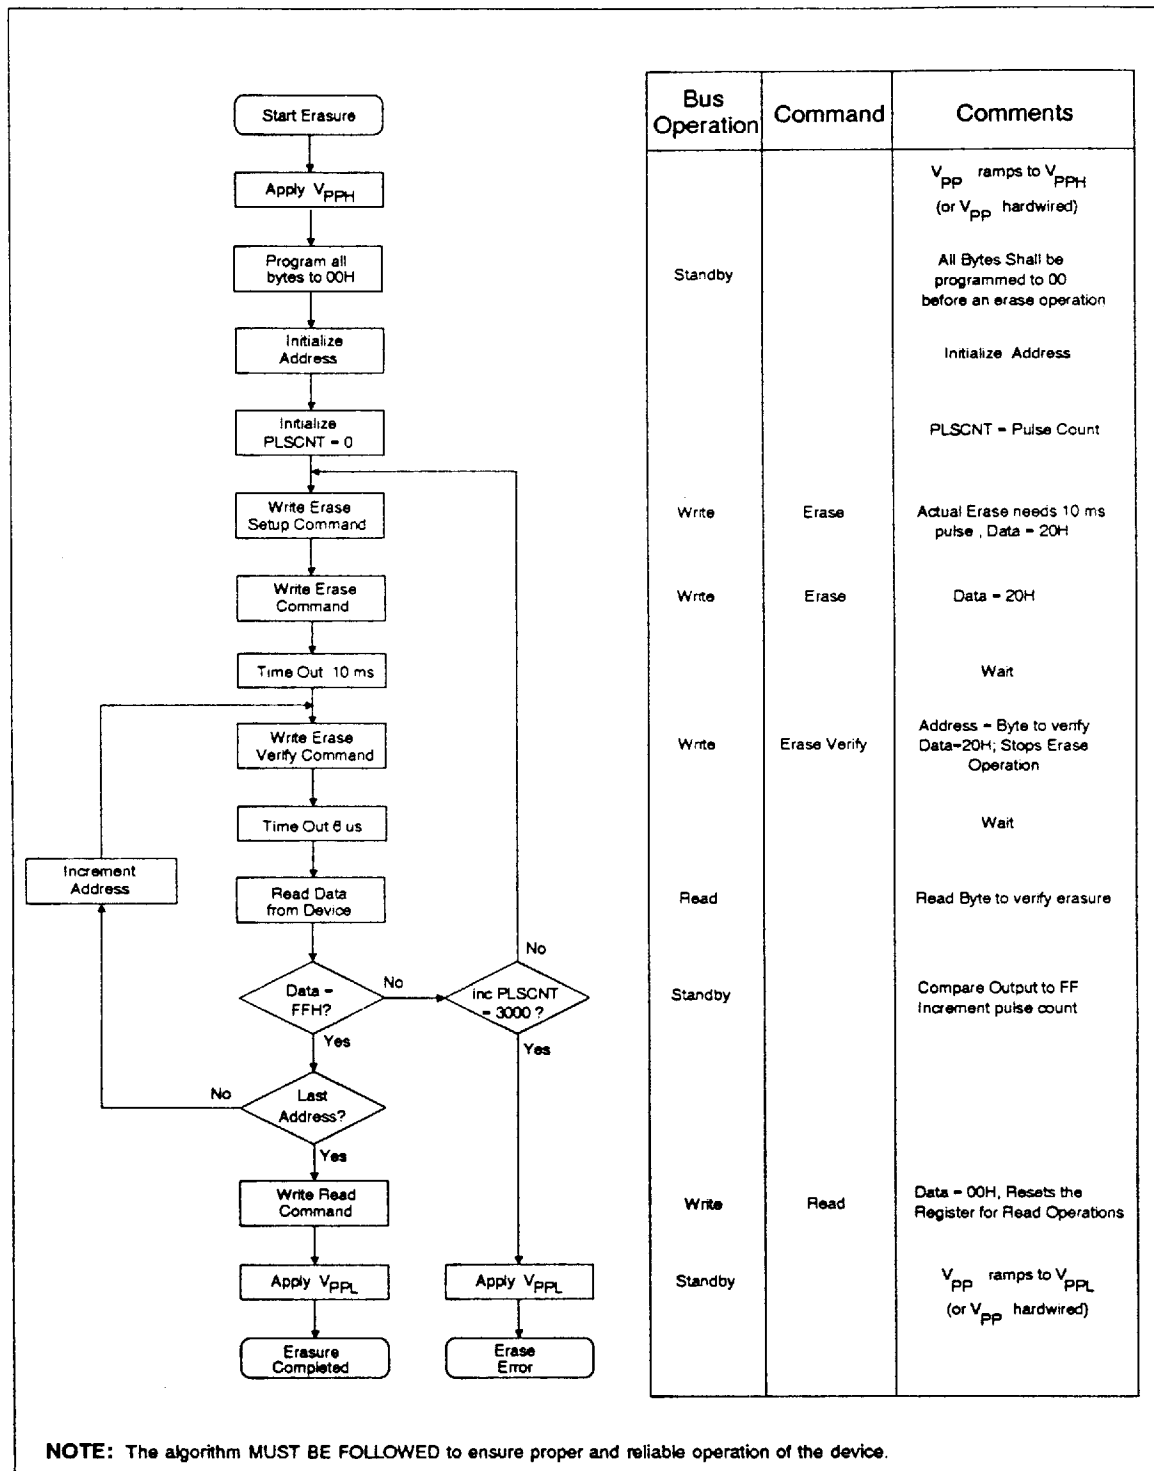 Start Erasure
Apply VPPH
Program all
bytes to 00H
Initialize
Address
Initialize
PLSCNT = 0
Write Erase
Setup Command
Write Erase
Command
Time Out 10 ms
Write Erase
Verify Command
Time Out 6 us
Increment
Address
Read Data
from Device
Data =
FFH?
No
Yes
inc PLSCNT
= 3000 ?
No
Yes
Last
Address?
No
Yes
Write Read
Command
Apply VPPL
Erasure
Completed
Apply VPPL
Erase
Error
Bus
Operation
Command
Comments
VPP ramps to VPPH
(or VPP hardwired)
Standby
All Bytes Shall be
programmed to 00
before an erase operation
Initialize Address
PLSCNT = Pulse Count
Write
Erase
Actual Erase needs 10 ms
pulse , Data = 20H
Write
Erase
Data = 20H
Wait
Write
Erase Verify
Address = Byte to verify
Data=20H; Stops Erase
Operation
Wait
Read
Read Byte to verify erasure
Standby
Compare Output to FF
Increment pulse count
Write
Read
Data = 00H, Resets the
Register for Read Operations
Standby
VPP ramps to VPPL
(or VPP hardwired)
NOTE: The algorithm MUST BE FOLLOWED to ensure proper and reliable operation of the device.